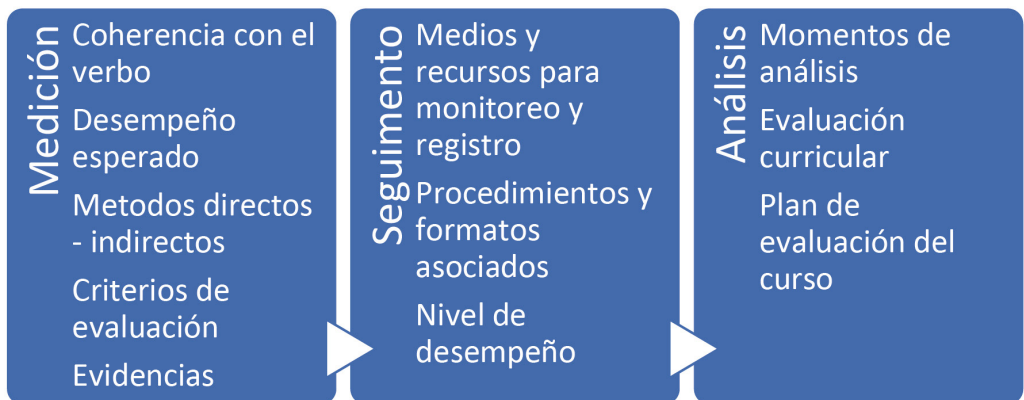 Medición
Coherencia con el
verbo
Desempeño
esperado
Metodos directos
- indirectos
Criterios de
evaluación
Evidencias
Seguimento
Medios y
recursos para
monitoreo y
registro
Procedimientos y
formatos
asociados
Nivel de
desempeño
Análisis
Momentos de
análisis
Evaluación
curricular
Plan de
evaluación del
curso